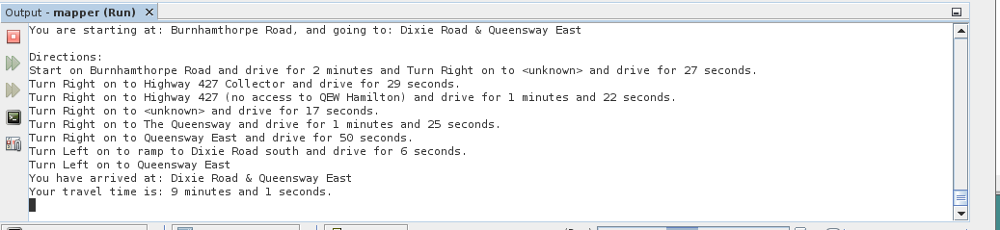 Output - mapper (Run)
You are starting at: Burnhamthorpe Road, and going to: Dixie Road & Queensway East
Directions:
Start on Burnhamthorpe Road and drive for 2 minutes and Turn Right on to <unknown> and drive for 27 seconds.
Turn Right on to Highway 427 Collector and drive for 29 seconds.
Turn Right on to Highway 427 (no access to QEW Hamilton) and drive for 1 minutes and 22 seconds.
Turn Right on to <unknown> and drive for 17 seconds.
Turn Right on to The Queensway and drive for 1 minutes and 25 seconds.
Turn Right on to Queensway East and drive for 50 seconds.
Turn Left on to ramp to Dixie Road south and drive for 6 seconds.
Turn Left on to Queensway East
You have arrived at: Dixie Road & Queensway East
Your travel time is: 9 minutes and 1 seconds.